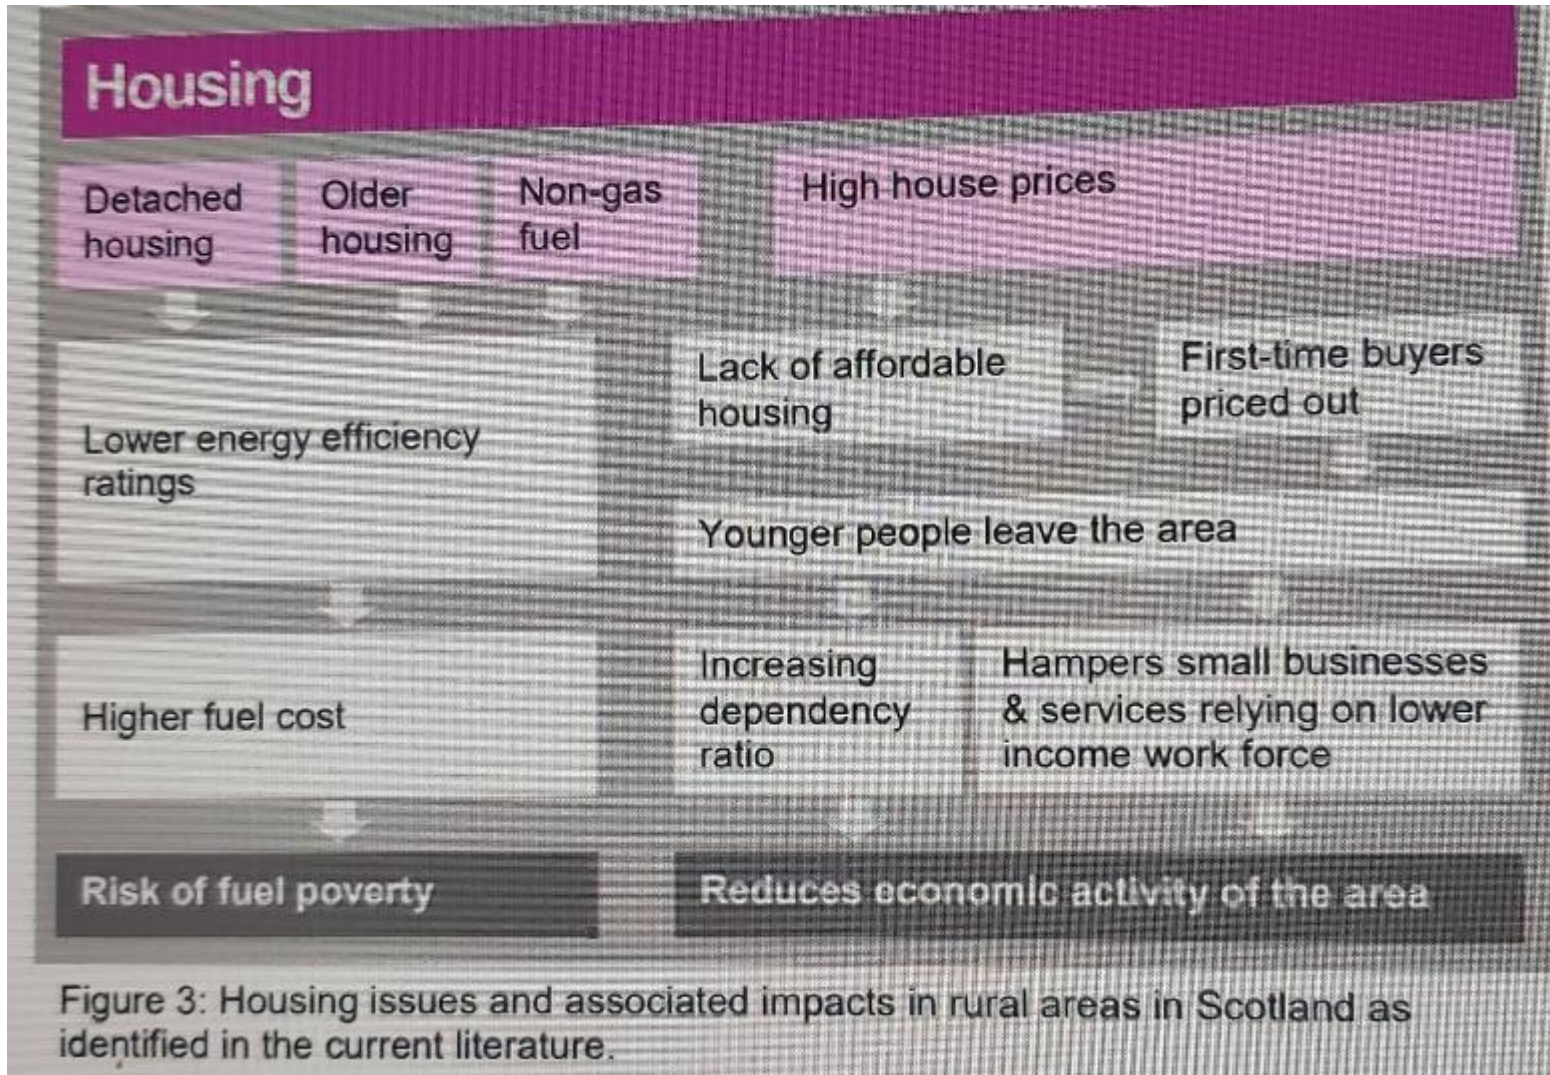 Housing
Detached
housing
Older
housing
Non-gas
fuel
High house prices
Lower energy efficiency
ratings
Lack of affordable
housing
First-time buyers
priced out
Younger people leave the area
Higher fuel cost
Increasing
dependency
ratio
Hampers small businesses
& services relying on lower
income work force
Risk of fuel poverty
Reduces economic activity of the area
Figure 3: Housing issues and associated impacts in rural areas in Scotland as
identified in the current literature.